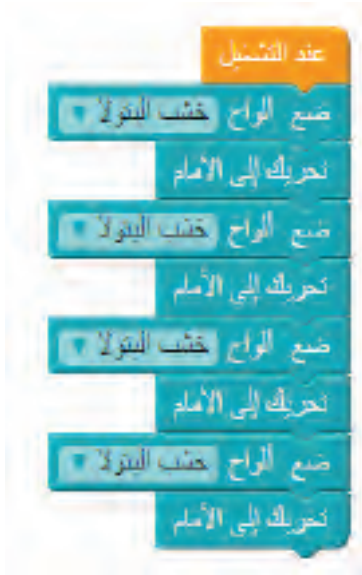 عند التشغيل
ضع ألواح خشب البتولا
تحريك إلى الأمام
ضع ألواح خشب البتولا
تحريك إلى الأمام
ضع ألواح خشب البتولا
تحريك إلى الأمام
ضع ألواح خشب البتولا
تحريك إلى الأمام